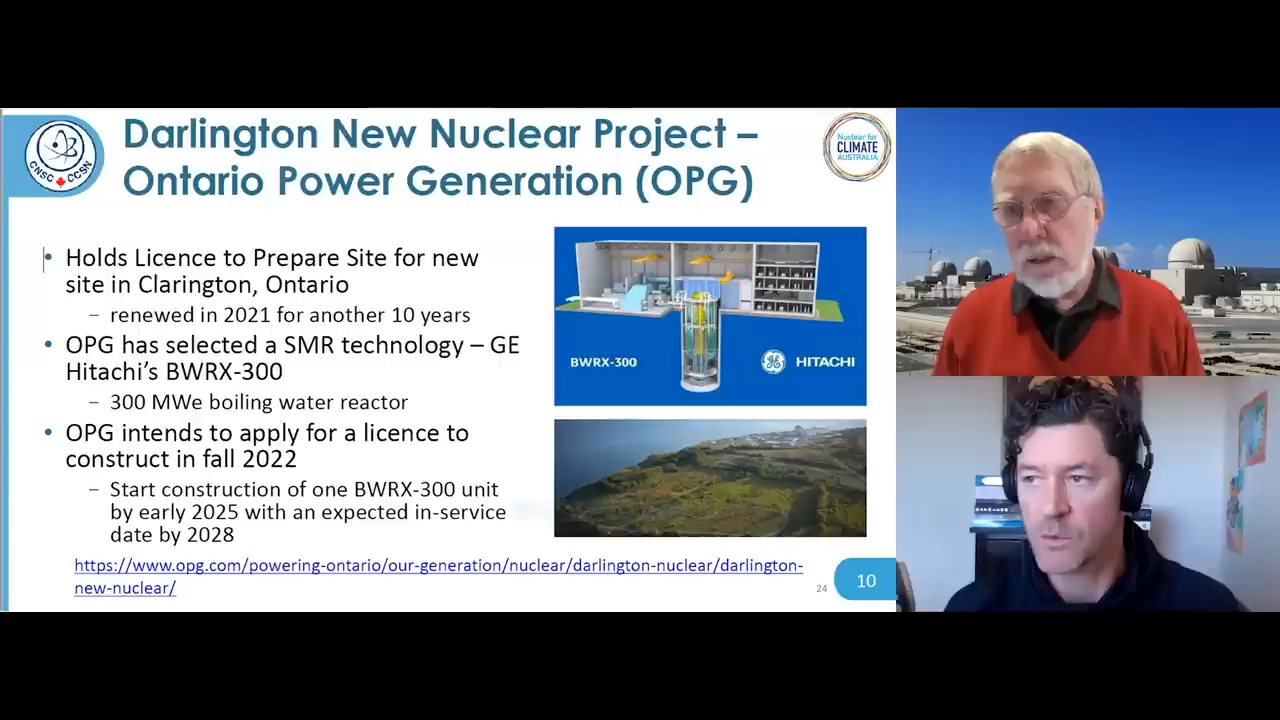 Darlington New Nuclear Project –
Ontario Power Generation (OPG)
CNSC CCSN
Nuclear for
CLIMATE
AUSTRALIA
• Holds Licence to Prepare Site for new
site in Clarington, Ontario
– renewed in 2021 for another 10 years
• OPG has selected a SMR technology – GE
Hitachi's BWRX-300
– 300 MWe boiling water reactor
• OPG intends to apply for a licence to
construct in fall 2022
– Start construction of one BWRX-300 unit
by early 2025 with an expected in-service
date by 2028
BWRX-300
GE HITACHI
https://www.opg.com/powering-ontario/our-generation/nuclear/darlington-nuclear/darlington-
new-nuclear/
24
10